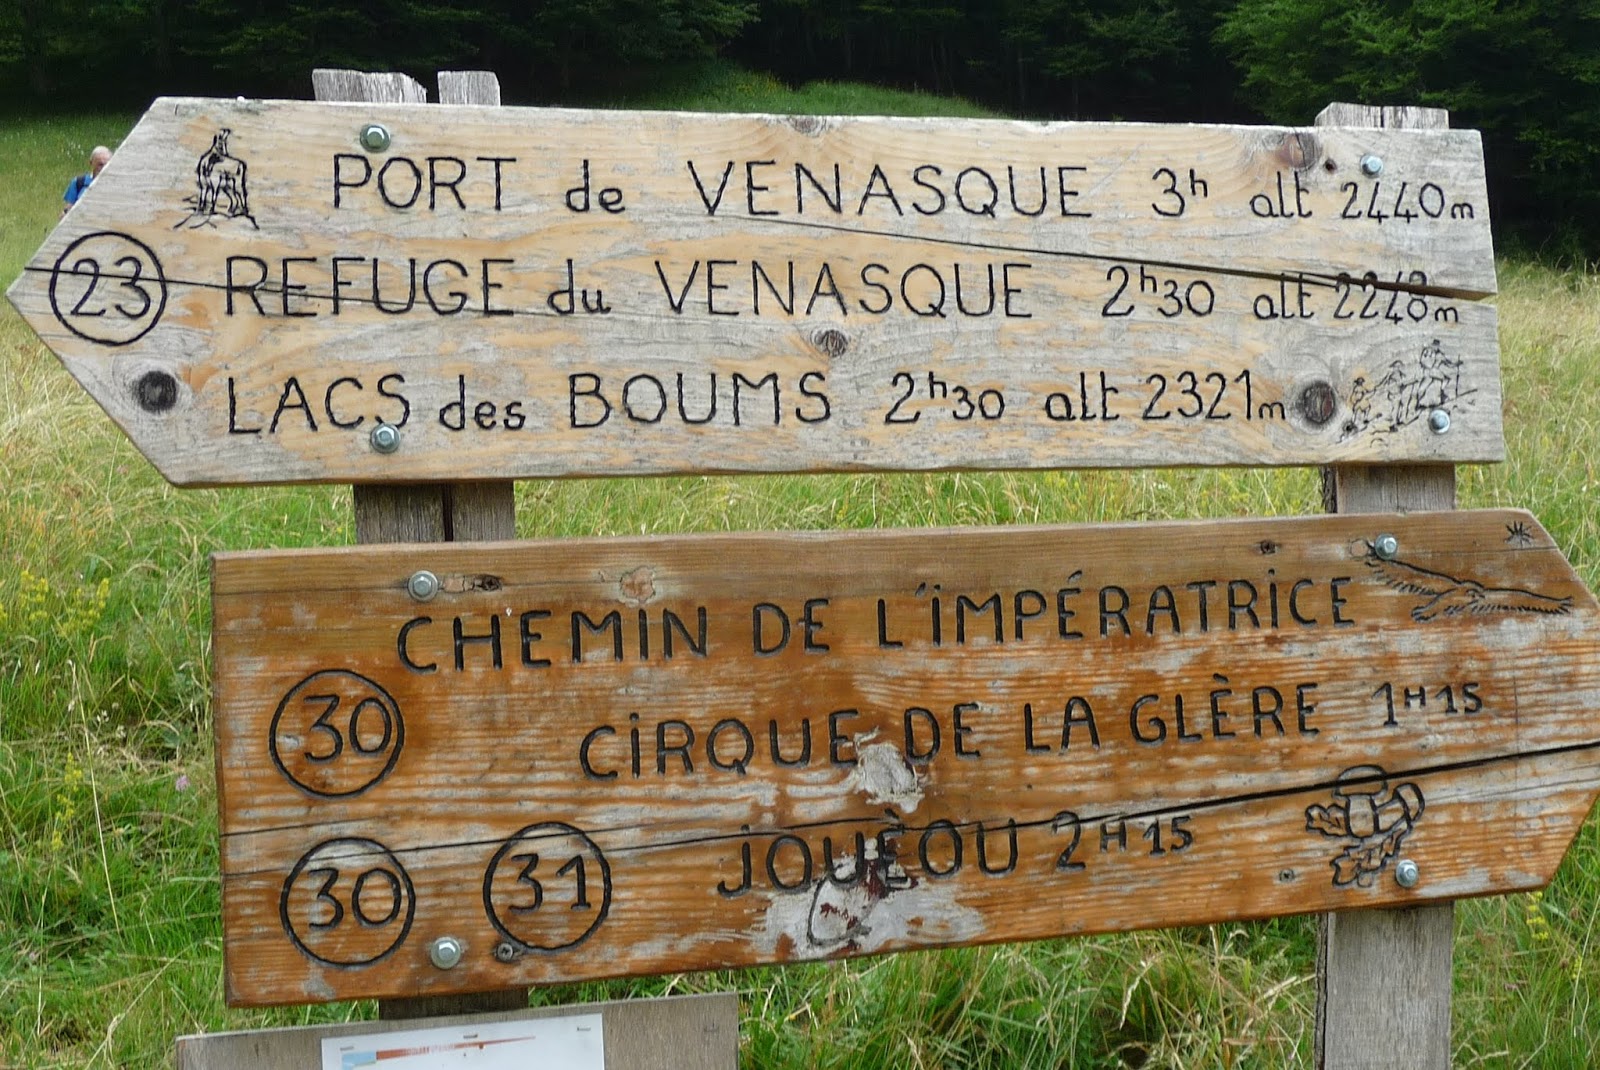 PORT de VENASQUE 3h alt 2440m
23 REFUGE du VENASQUE 2h30 alt 2248m
LACS des BOUMS 2h30 alt 2321m
CHEMIN DE L'IMPÉRATRICE
30 CIRQUE DE LA GLÈRE 1H15
30 31 JOUÈOU 2H15